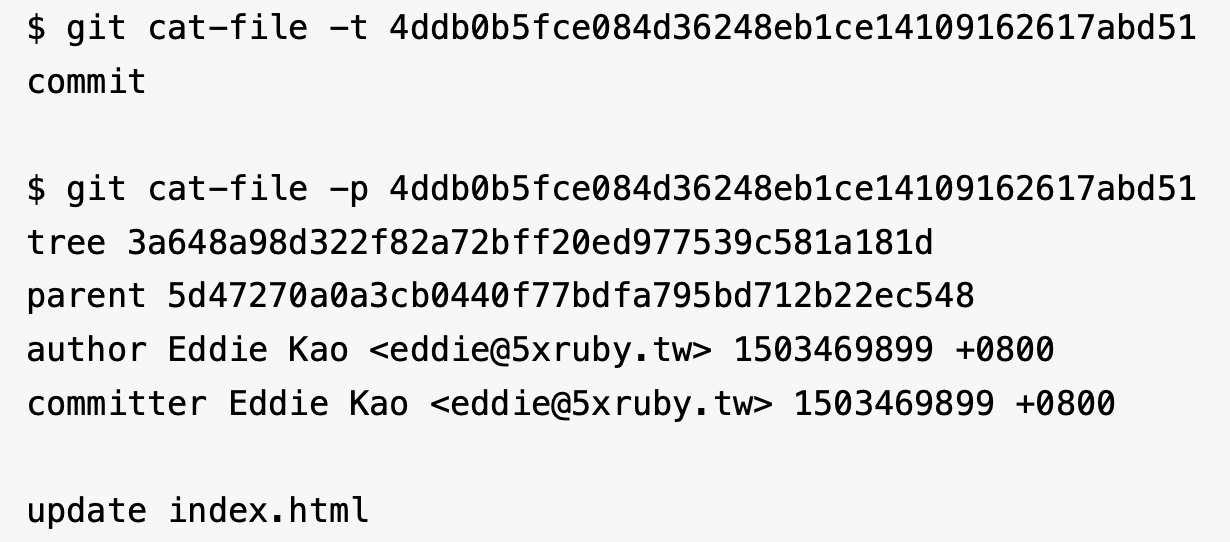 $ git cat-file -t 4ddb0b5fce084d36248eb1ce14109162617abd51
commit
$ git cat-file -p 4ddb0b5fce084d36248eb1ce14109162617abd51
tree 3a648a98d322f82a72bff20ed977539c581a181d
parent 5d47270a0a3cb0440f77bdfa795bd712b22ec548
author Eddie Kao <eddie@5xruby.tw> 1503469899 +0800
committer Eddie Kao <eddie@5xruby.tw> 1503469899 +0800
update index.html